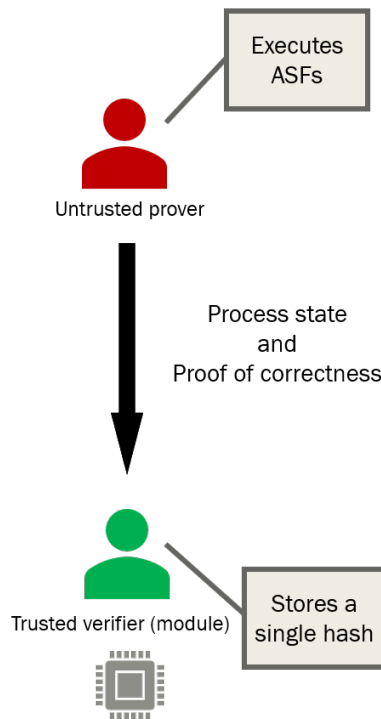 Executes
ASFs
Untrusted prover
Process state
and
Proof of correctness
Trusted verifier (module)
Stores a
single hash